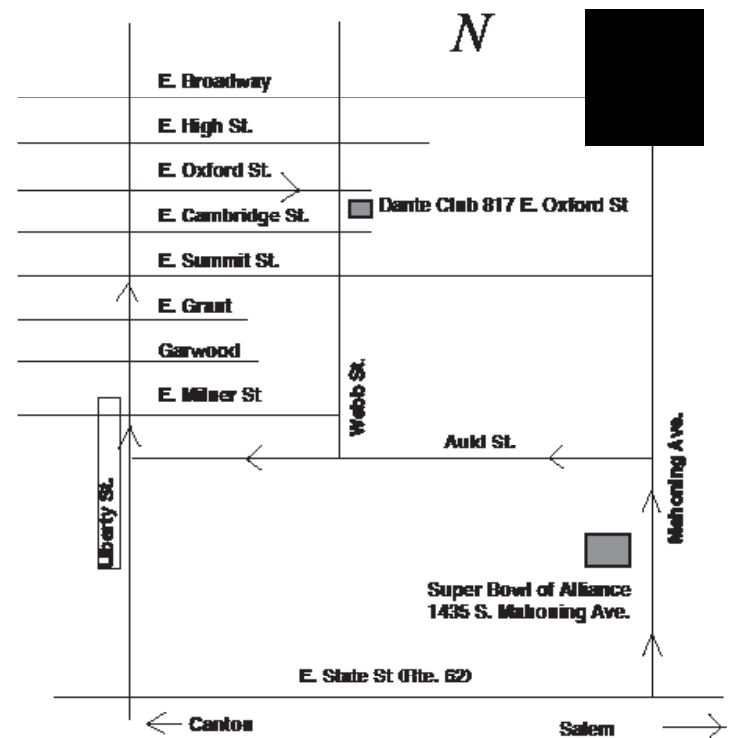 N
E. Broadway
E. High St.
E. Oxford St.
Dante Club 817 E. Oxford St
E. Cambridge St.
E. Summit St.
E. Grant
Garwood
E. Milner St
Webb St.
Auld St.
Mahoning Ave.
Liberty St.
Super Bowl of Alliance
1435 S. Mahoning Ave.
E. State St (Rte. 62)
Canton
Salem